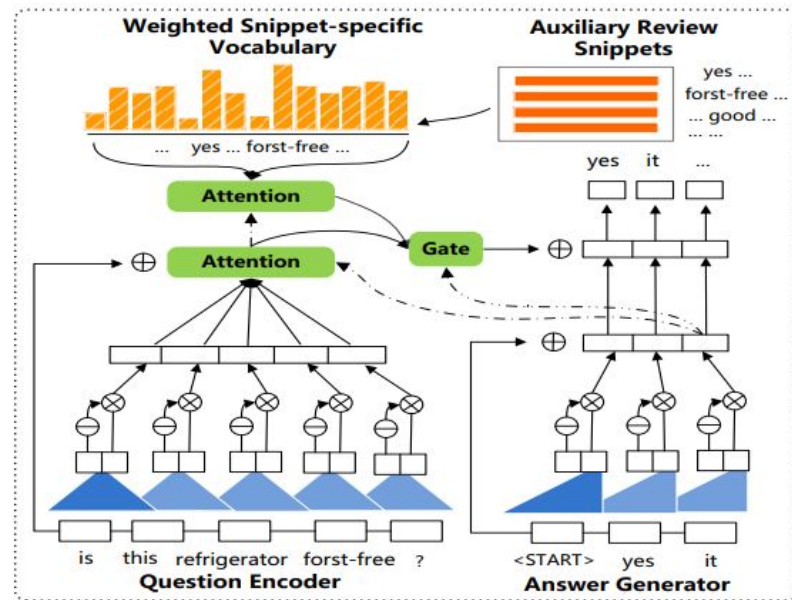 Weighted Snippet-specific
Vocabulary
Auxiliary Review
Snippets
yes ...
forst-free ...
... good ...
... ...
... yes ... forst-free ...
yes it ...
Attention
Attention
Gate
is this refrigerator forst-free ?
Question Encoder
<START> yes it
Answer Generator